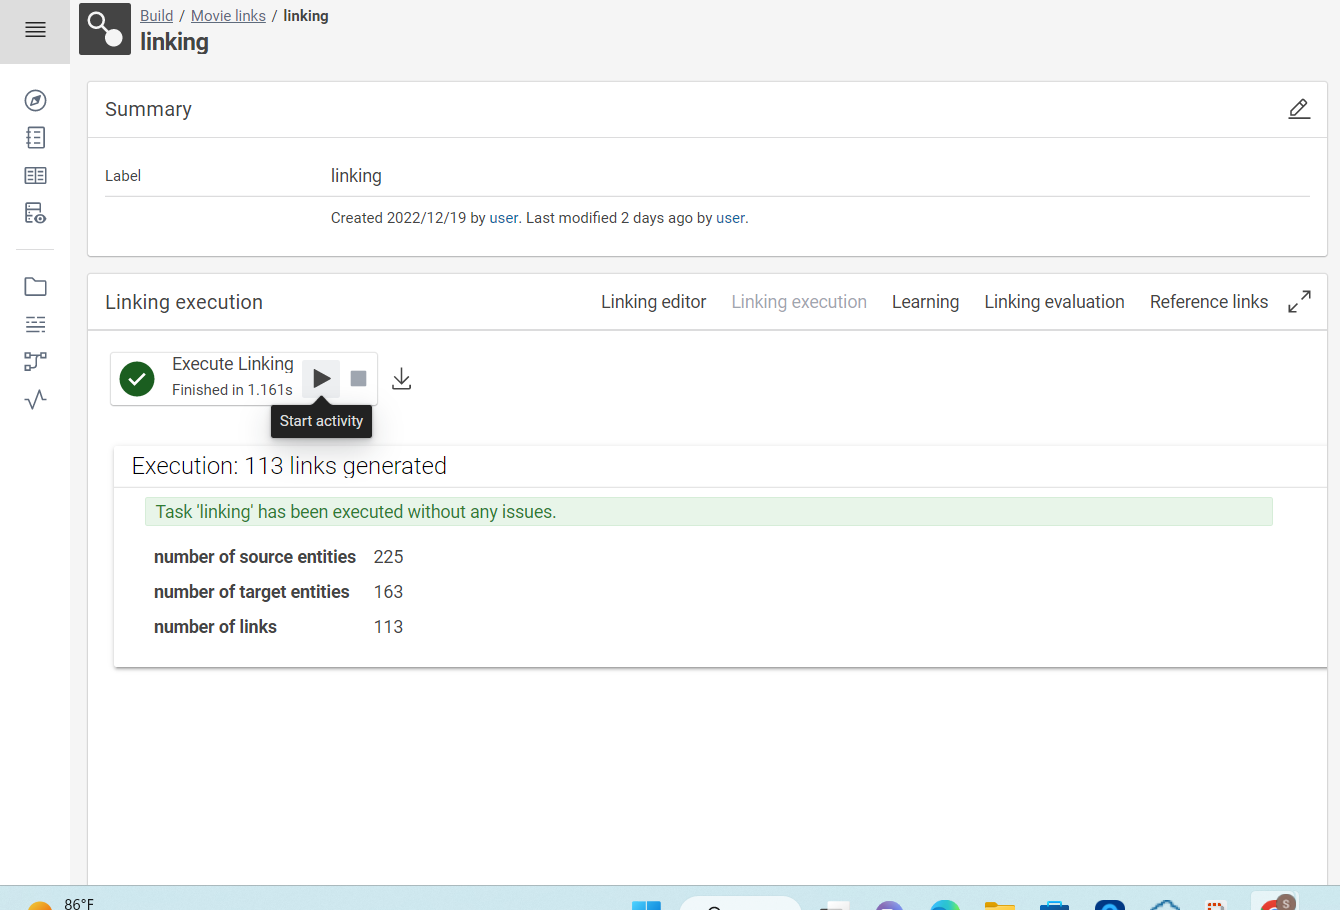 Build / Movie links / linking
linking
Summary
Label linking
Created 2022/12/19 by user. Last modified 2 days ago by user.
Linking execution Linking editor Linking execution Learning Linking evaluation Reference links
Execute Linking
Finished in 1.161s
Start activity
Execution: 113 links generated
Task 'linking' has been executed without any issues.
number of source entities 225
number of target entities 163
number of links 113
86°F
S